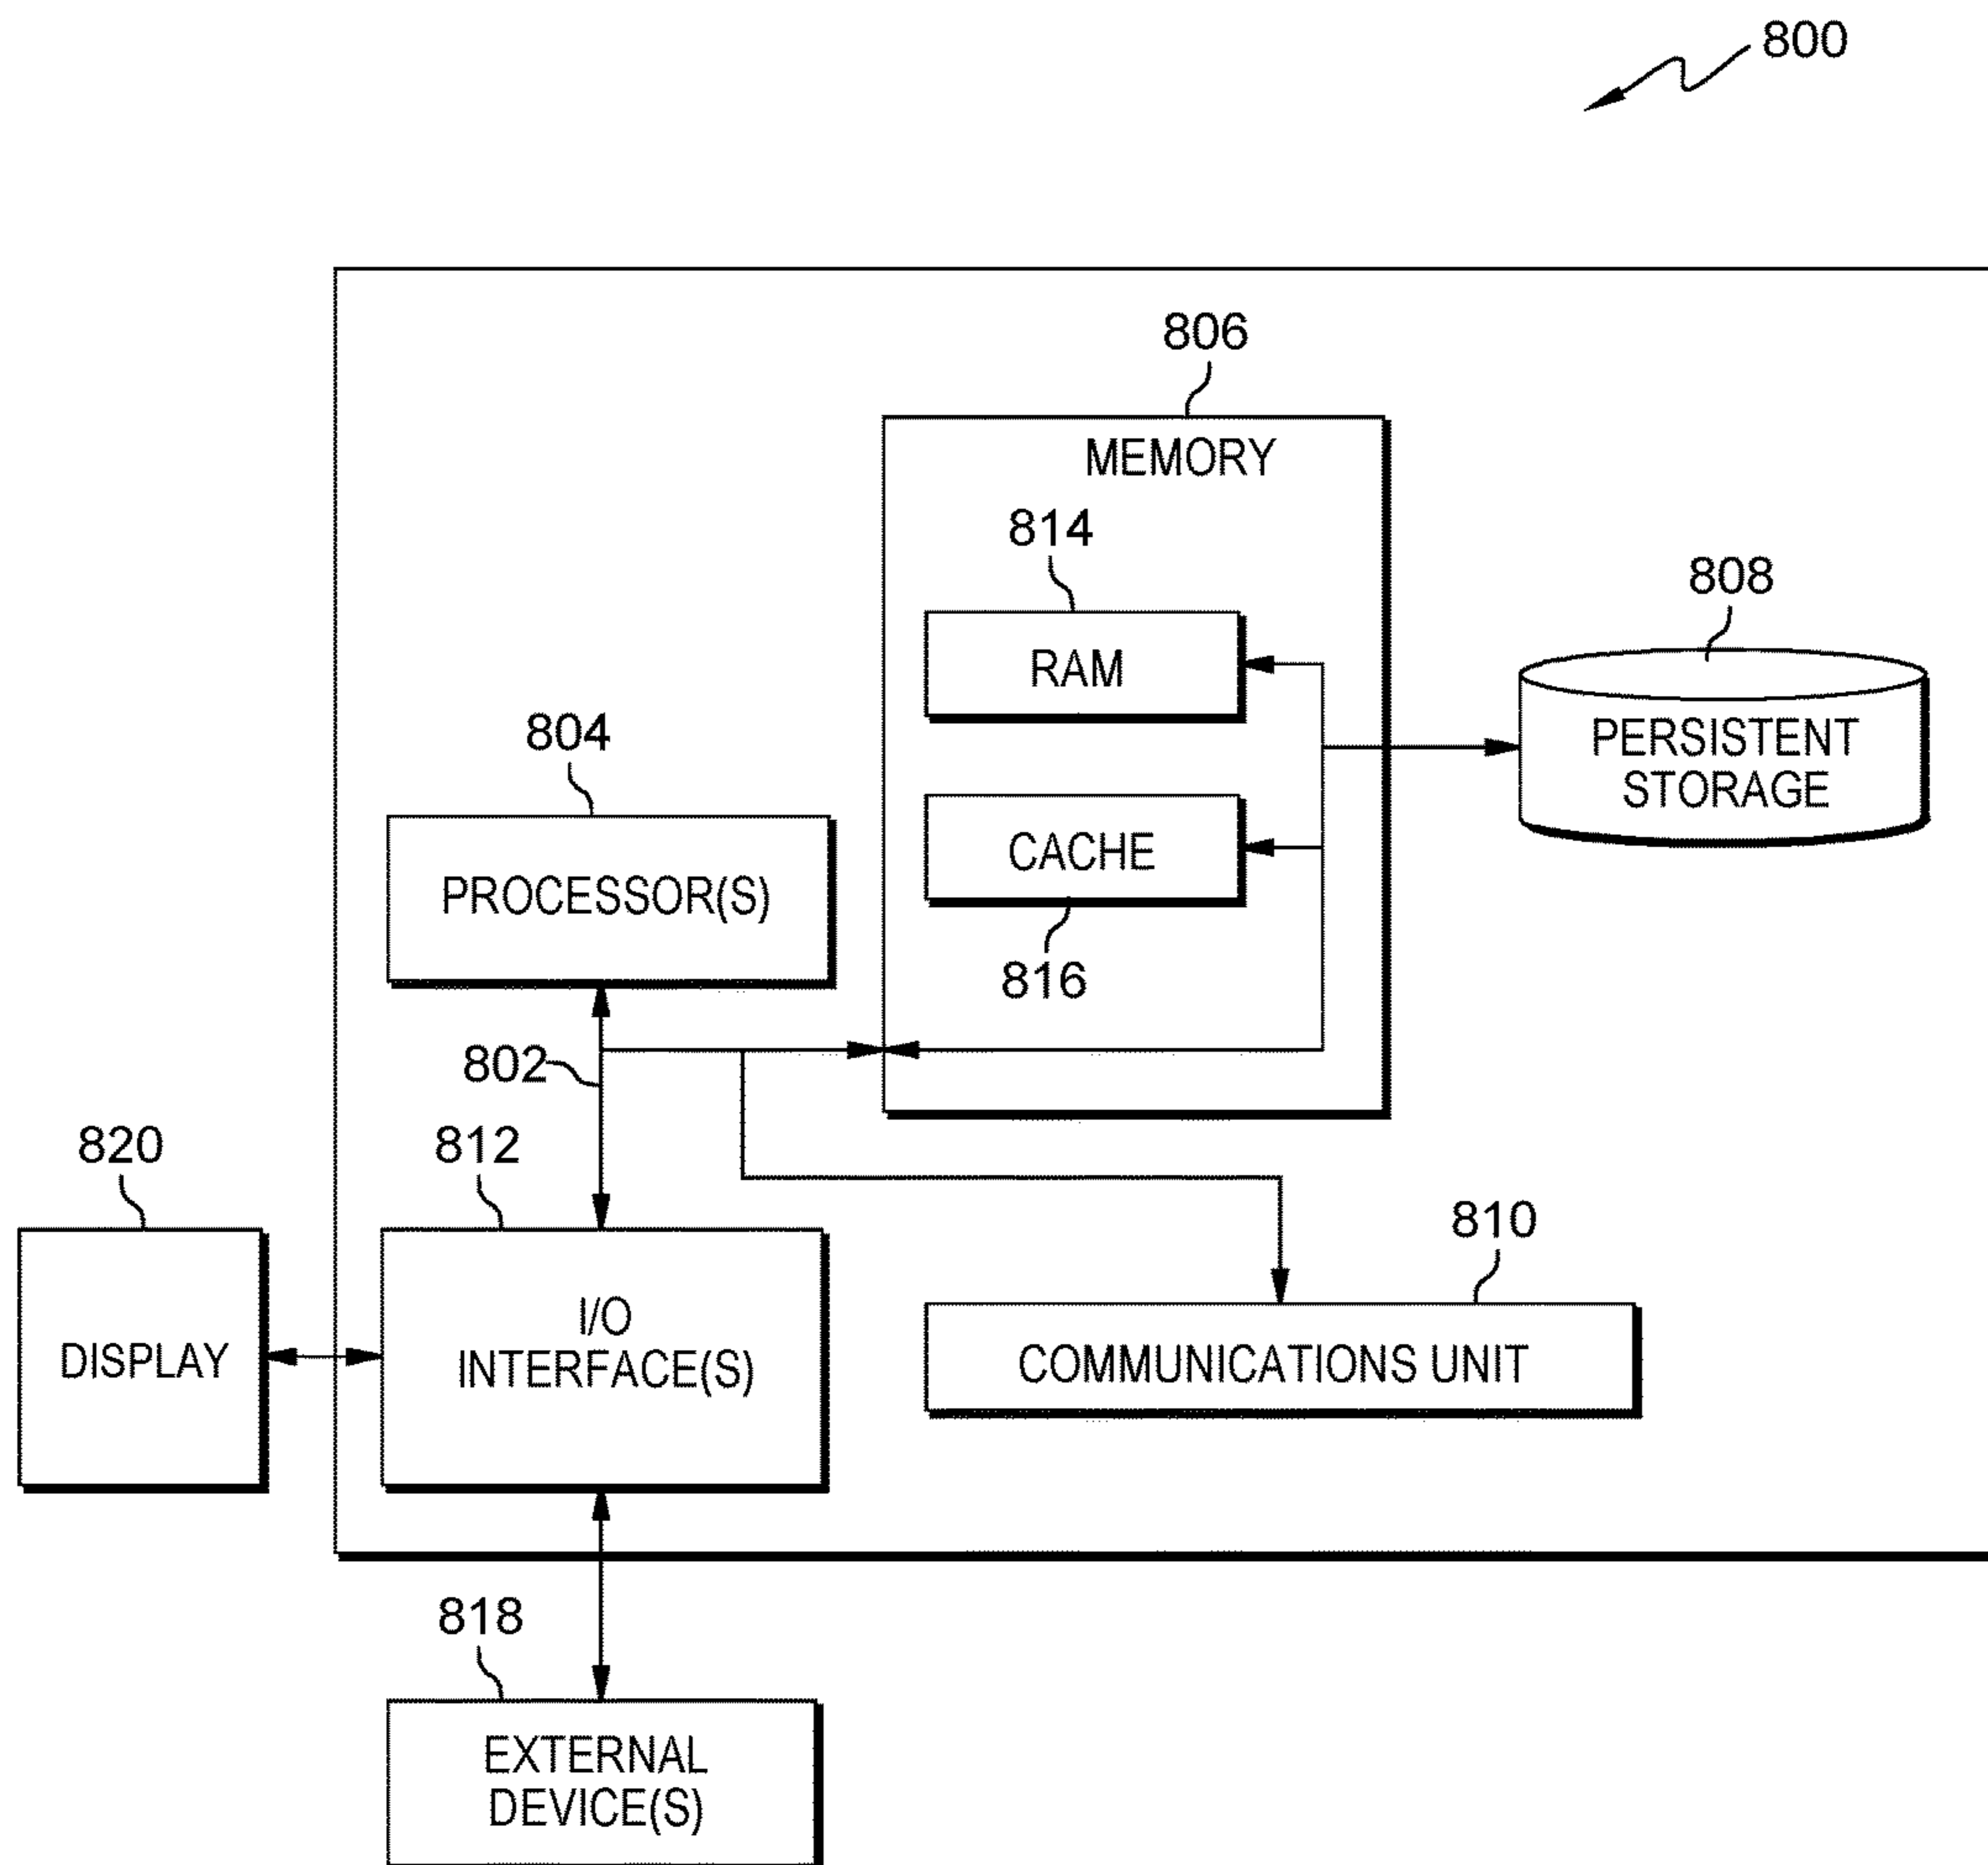 800
806
MEMORY
814
RAM
808
PERSISTENT
STORAGE
804
PROCESSOR(S)
CACHE
816
802
820
812
810
DISPLAY
I/O
INTERFACE(S)
COMMUNICATIONS UNIT
818
EXTERNAL
DEVICE(S)